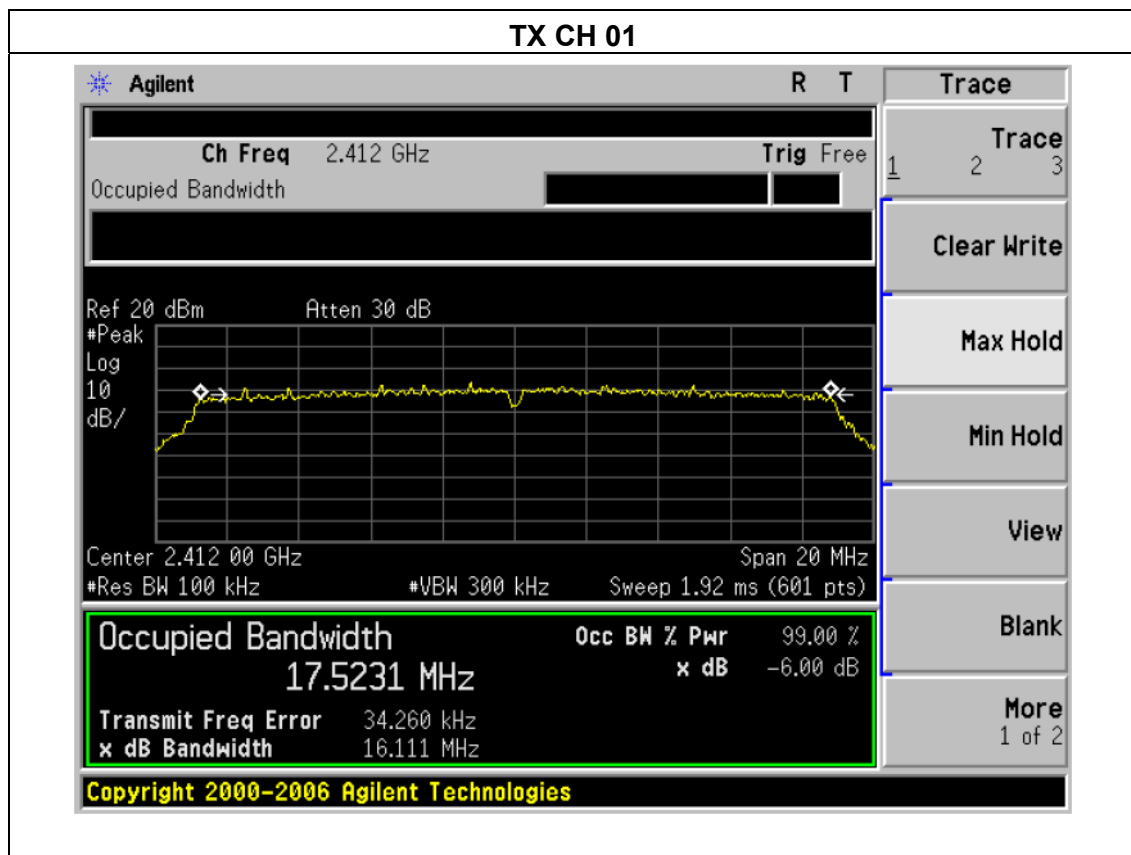 TX CH 01
Agilent R T Trace
Ch Freq 2.412 GHz Trig Free
Occupied Bandwidth
Trace
1 2 3
Clear Write
Max Hold
Min Hold
View
Blank
More
1 of 2
Ref 20 dBm Atten 30 dB
#Peak
Log
10
dB/
Center 2.412 00 GHz Span 20 MHz
#Res BW 100 kHz #VBW 300 kHz Sweep 1.92 ms (601 pts)
Occupied Bandwidth Occ BW % Pwr 99.00 %
17.5231 MHz x dB -6.00 dB
Transmit Freq Error 34.260 kHz
x dB Bandwidth 16.111 MHz
Copyright 2000-2006 Agilent Technologies